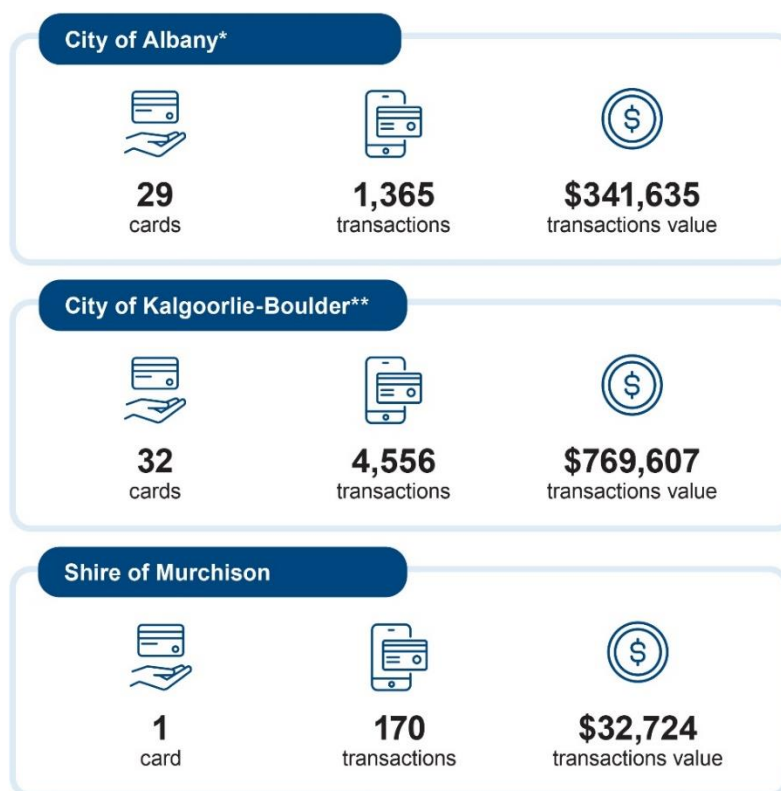 City of Albany*
29 1,365 $341,635
cards transactions transactions value
City of Kalgoorlie-Boulder**
32 4,556 $769,607
cards transactions transactions value
Shire of Murchison
1 170 $32,724
card transactions transactions value